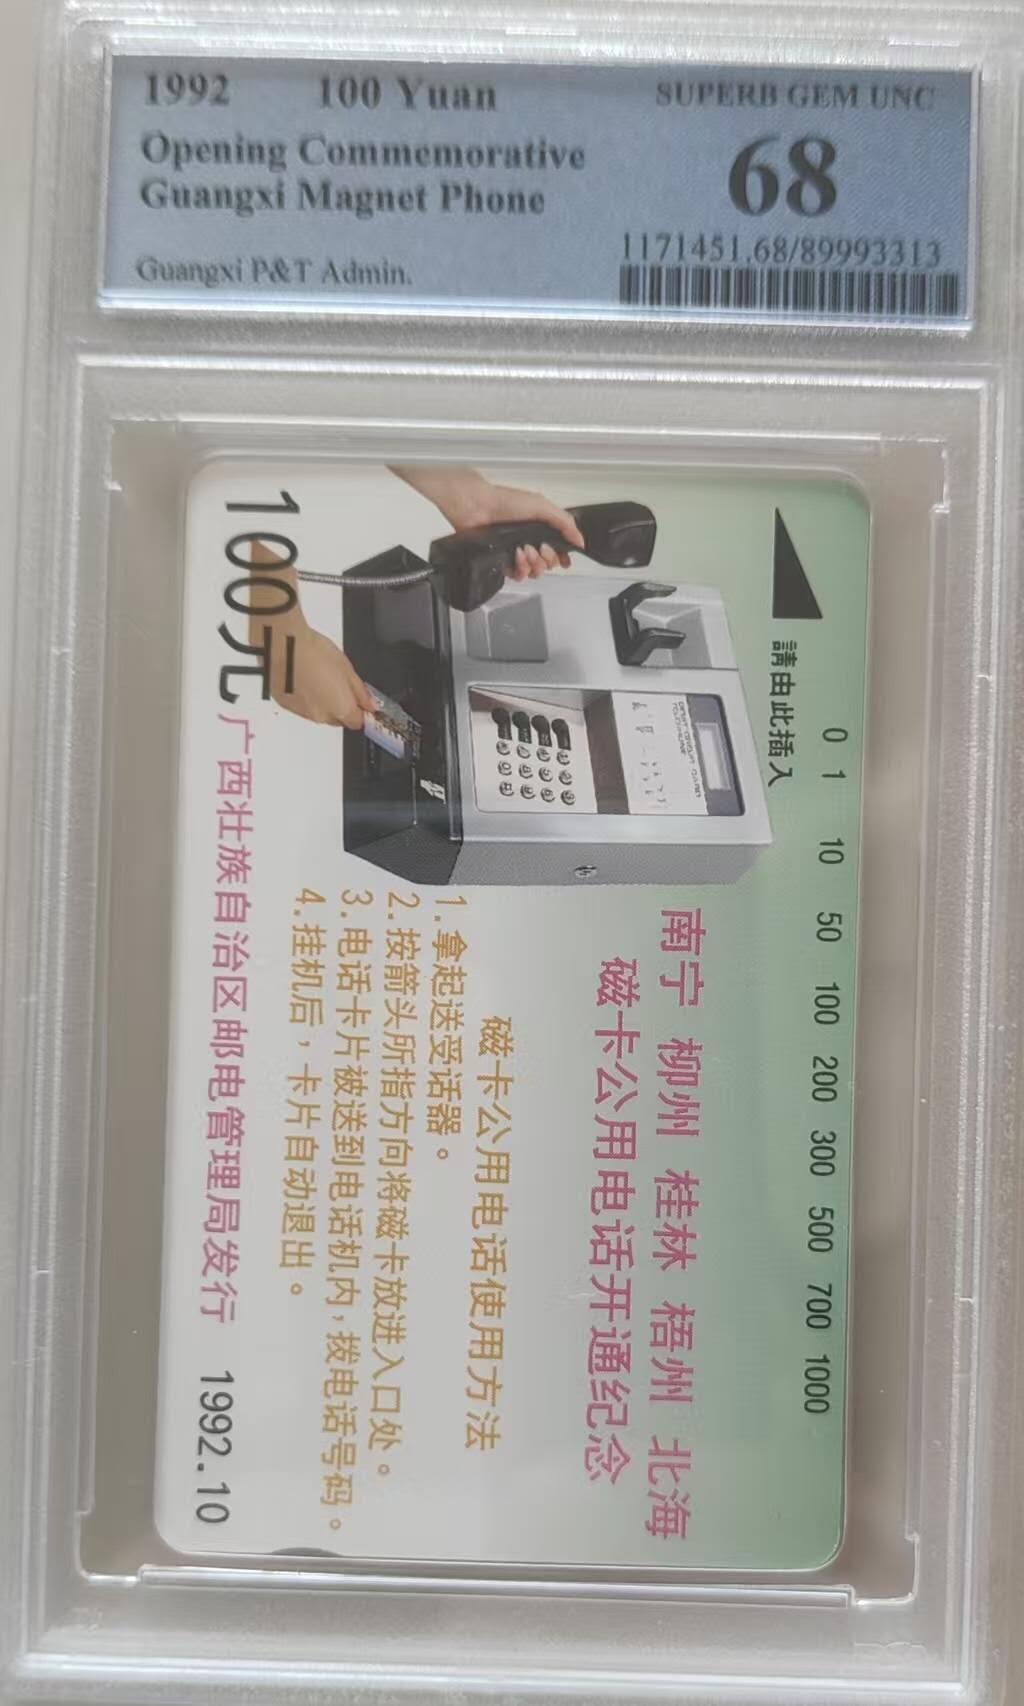 1992 100 Yuan
Opening Commemorative
Guangxi Magnet Phone
Guangxi P&T Admin.
SUPERB GEM UNC
68
1171451.68/89993313
0 1 10 50 100 200 300 500 700 1000
請由此插入
南宁 柳州 桂林 梧州 北海
磁卡公用电话开通纪念
磁卡公用电话使用方法
1.拿起送受话器。
2.按箭头所指方向将磁卡放进入口处。
3.电话卡片被送到电话机内，拨电话号码。
4.挂机后，卡片自动退出。
100元
广西壮族自治区邮电管理局发行 1992.10